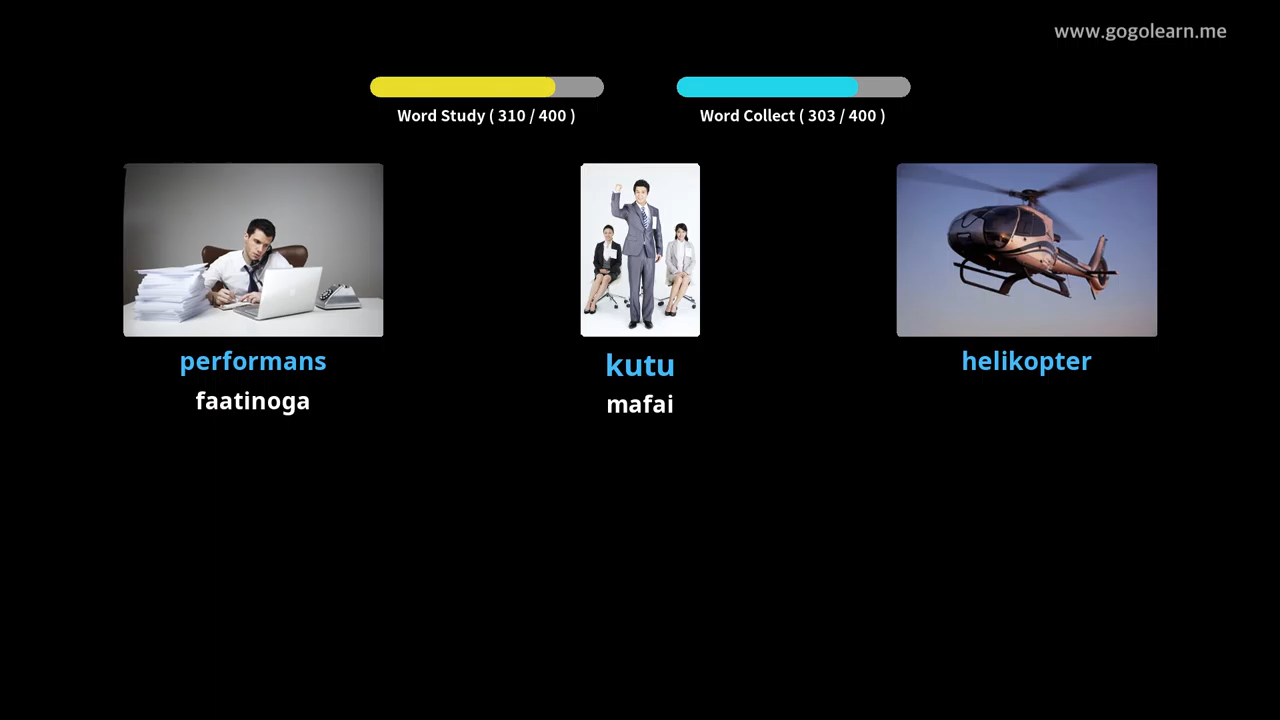 www.gogolearn.me
Word Study ( 310 / 400 )
Word Collect ( 303 / 400 )
performans
faatinoga
kutu
mafai
helikopter